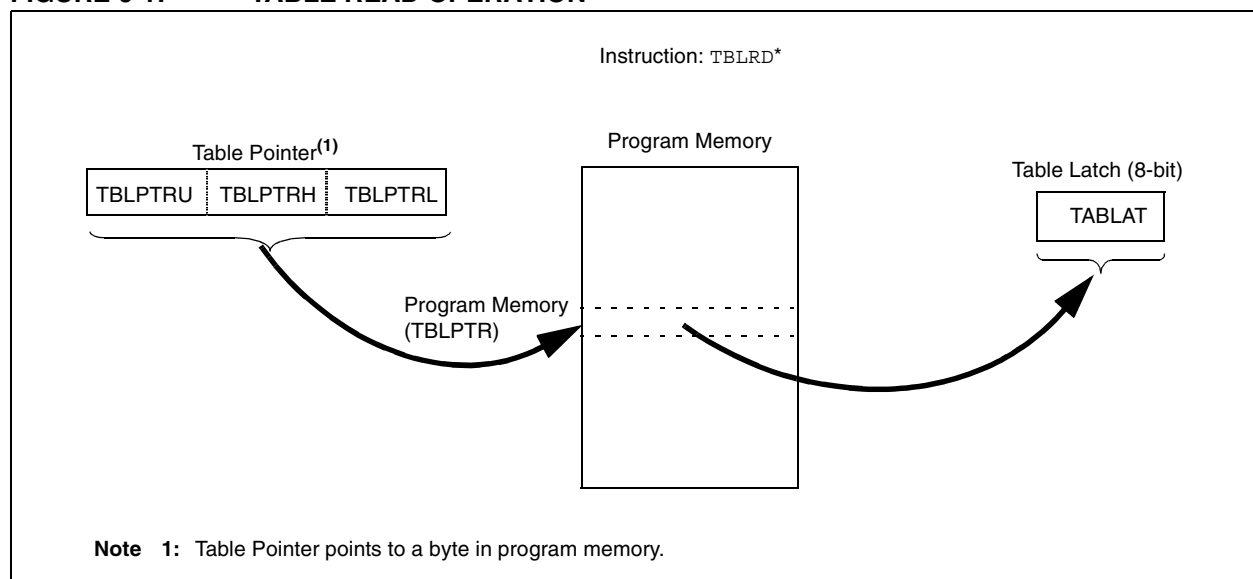 FIGURE 6-1: TABLE READ OPERATION
Instruction: TBLRD*
Table Pointer(1)
TBLPTRU TBLPTRH TBLPTRL
Program Memory
(TBLPTR)
Program Memory
Table Latch (8-bit)
TABLAT
Note 1: Table Pointer points to a byte in program memory.